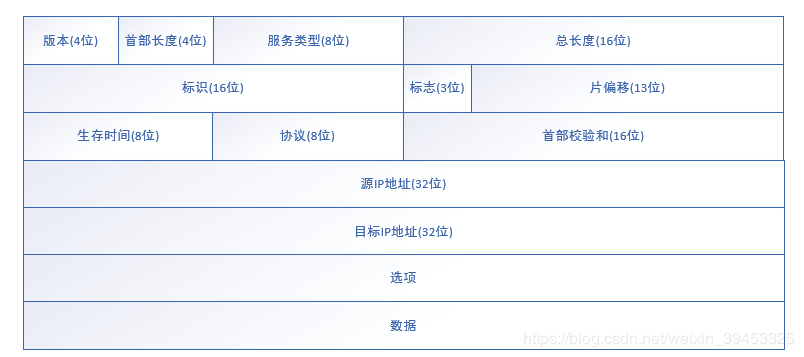 版本(4位) 首部长度(4位) 服务类型(8位) 总长度(16位)
标识(16位) 标志(3位) 片偏移(13位)
生存时间(8位) 协议(8位) 首部校验和(16位)
源IP地址(32位)
目标IP地址(32位)
选项
数据
https://blog.csdn.net/weixin_39453325